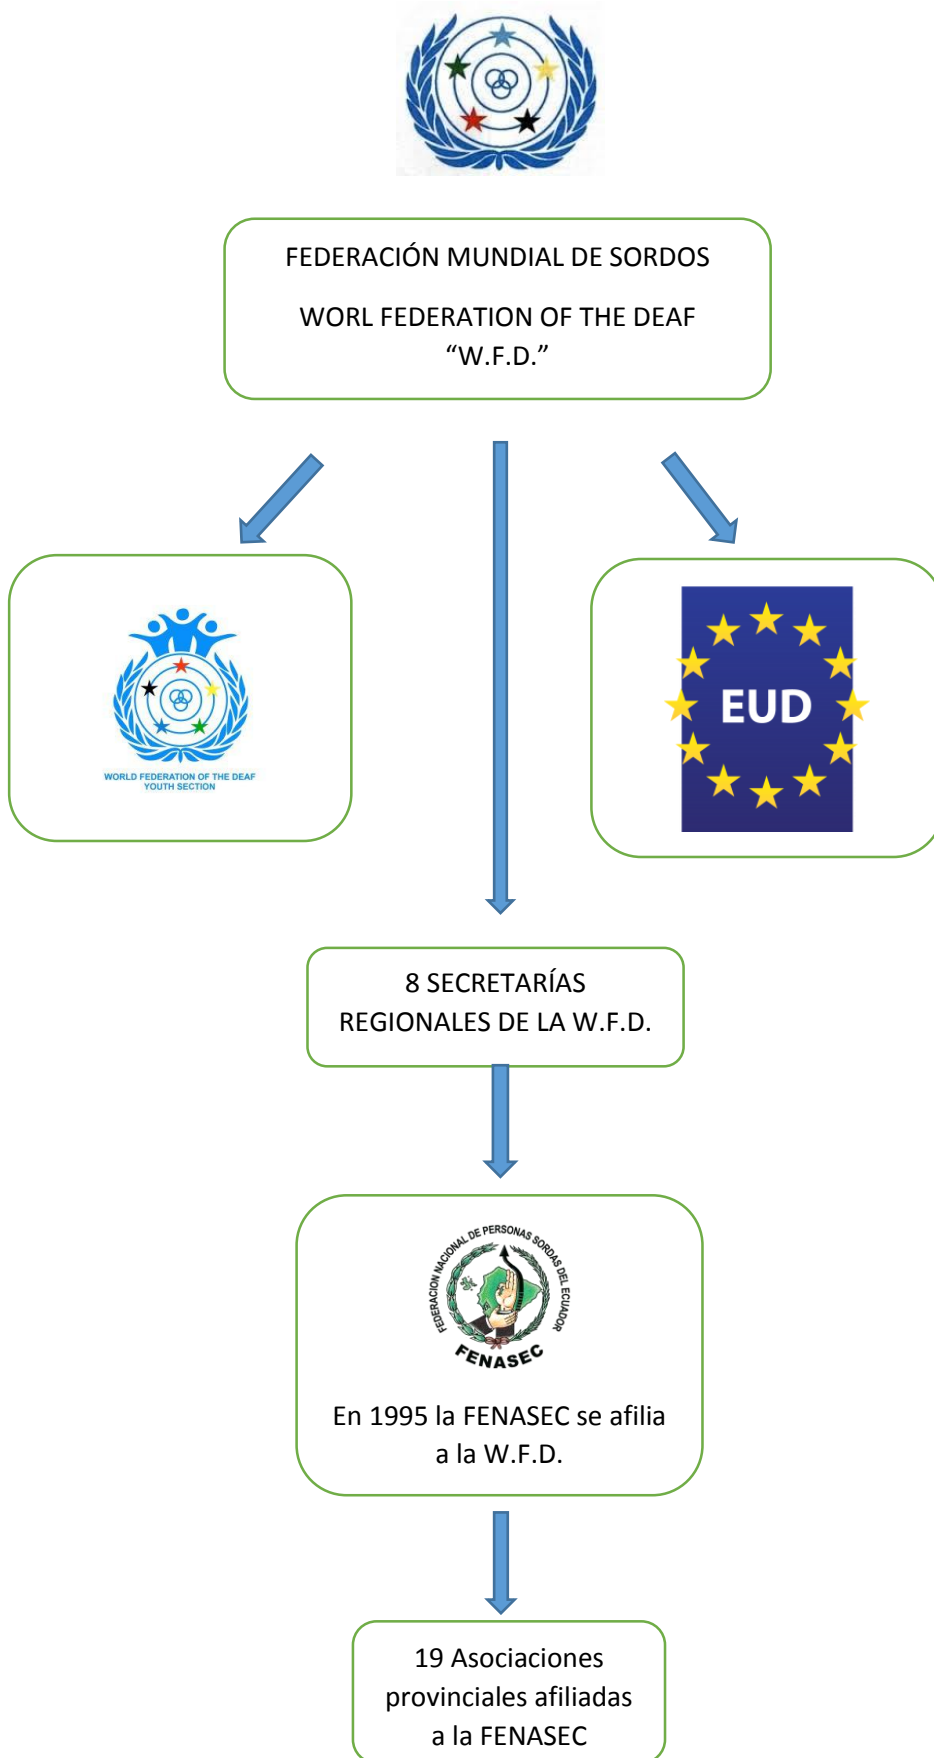 FEDERACIÓN MUNDIAL DE SORDOS
WORL FEDERATION OF THE DEAF
“W.F.D.”
WORLD FEDERATION OF THE DEAF
YOUTH SECTION
EUD
8 SECRETARÍAS
REGIONALES DE LA W.F.D.
FEDERACION NACIONAL DE PERSONAS SORDAS DEL ECUADOR
FENASEC
En 1995 la FENASEC se afilia
a la W.F.D.
19 Asociaciones
provinciales afiliadas
a la FENASEC